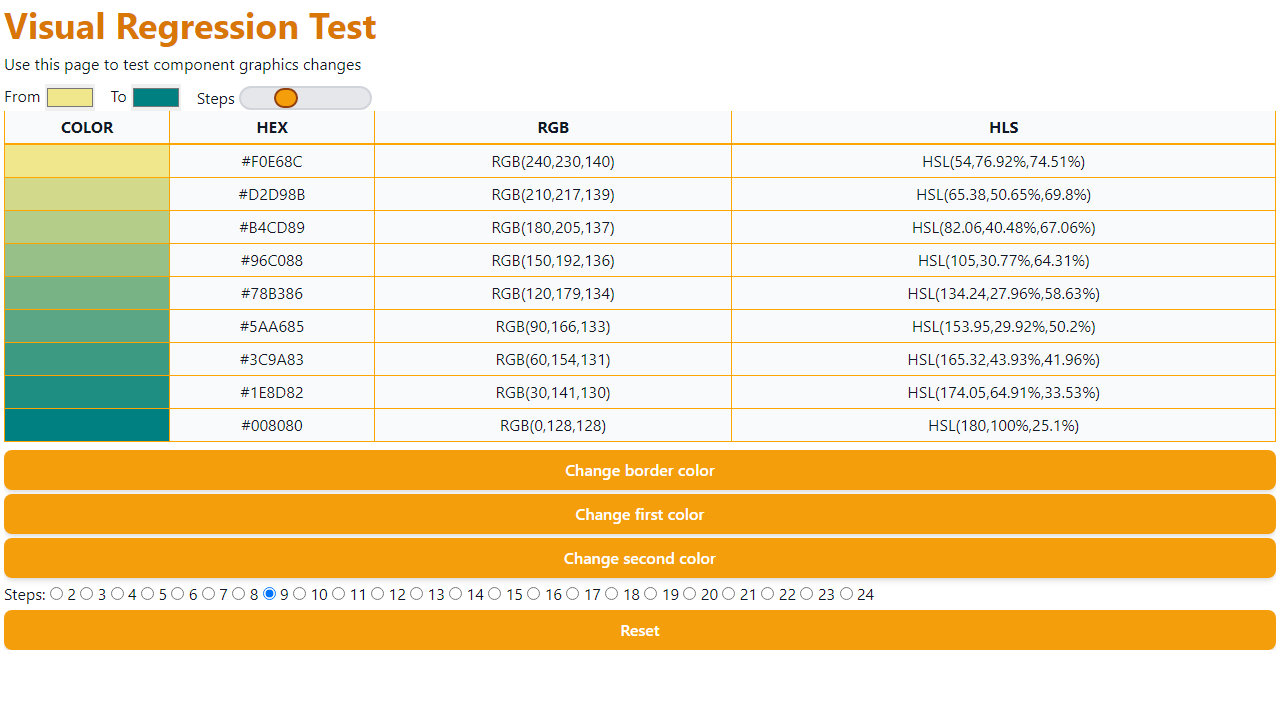 Visual Regression Test
Use this page to test component graphics changes
From To Steps
COLOR HEX RGB HLS
#F0E68C RGB(240,230,140) HSL(54,76.92%,74.51%)
#D2D98B RGB(210,217,139) HSL(65.38,50.65%,69.8%)
#B4CD89 RGB(180,205,137) HSL(82.06,40.48%,67.06%)
#96C088 RGB(150,192,136) HSL(105,30.77%,64.31%)
#78B386 RGB(120,179,134) HSL(134.24,27.96%,58.63%)
#5AA685 RGB(90,166,133) HSL(153.95,29.92%,50.2%)
#3C9A83 RGB(60,154,131) HSL(165.32,43.93%,41.96%)
#1E8D82 RGB(30,141,130) HSL(174.05,64.91%,33.53%)
#008080 RGB(0,128,128) HSL(180,100%,25.1%)
Change border color
Change first color
Change second color
Steps: 2 3 4 5 6 7 8 9 10 11 12 13 14 15 16 17 18 19 20 21 22 23 24
Reset